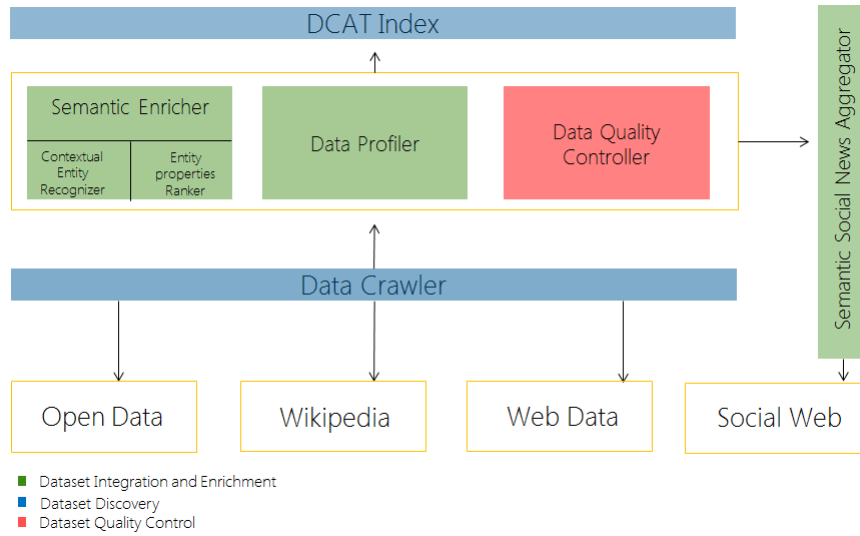 DCAT Index
Semantic Social News Aggregator
Semantic Enricher
Contextual
Entity
Recognizer
Entity
properties
Ranker
Data Profiler
Data Quality
Controller
Data Crawler
Open Data
Wikipedia
Web Data
Social Web
Dataset Integration and Enrichment
Dataset Discovery
Dataset Quality Control